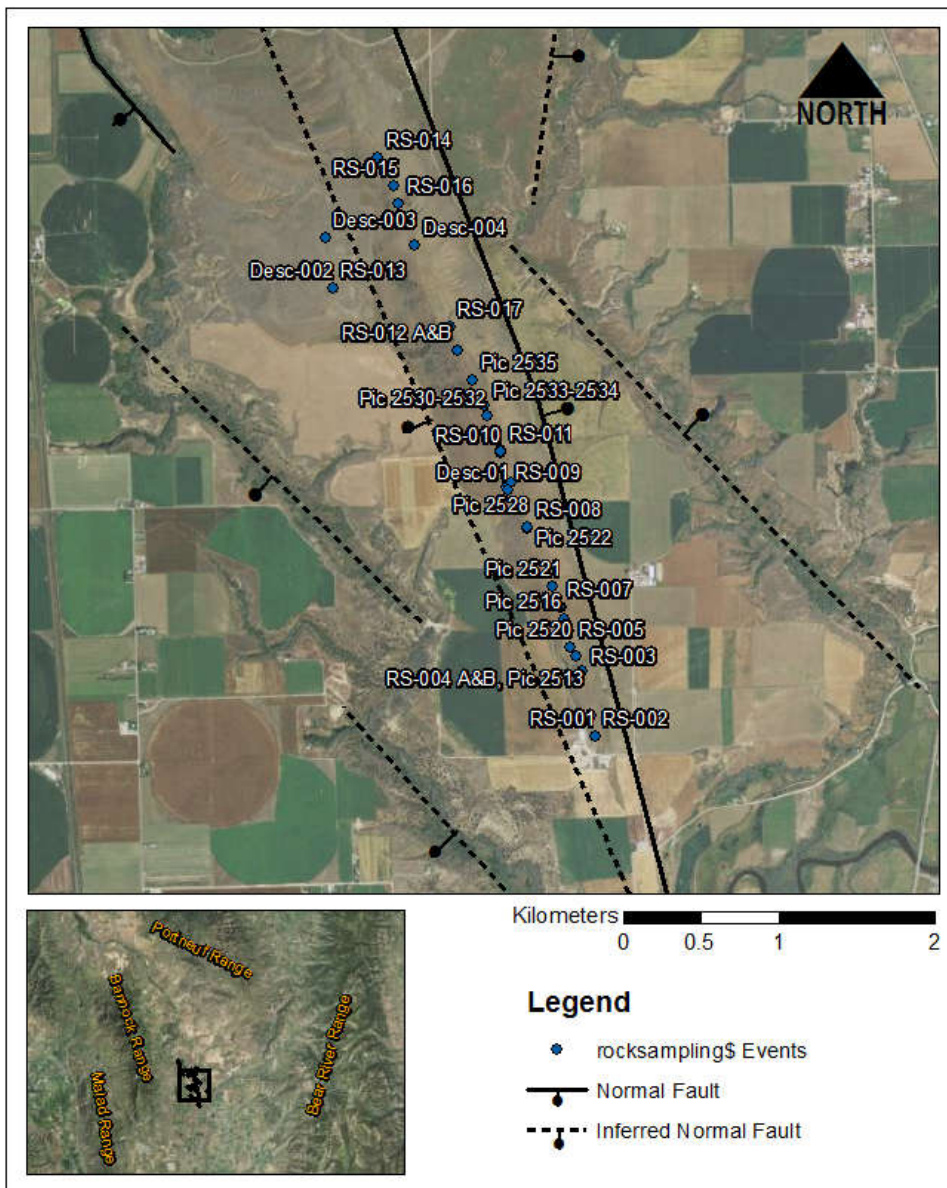 NORTH
RS-014
RS-015
RS-016
Desc-003
Desc-004
Desc-002 RS-013
RS-017
RS-012 A&B
Pic 2535
Pic 2530-2532
Pic 2533-2534
RS-010 RS-011
Desc-01 RS-009
Pic 2528
RS-008
Pic 2522
Pic 2521
RS-007
Pic 2516
Pic 2520 RS-005
RS-003
RS-004 A&B, Pic 2513
RS-001 RS-002
Portneuf Range
Bannock Range
Malad Range
Bear River Range
Kilometers
0 0.5 1 2
Legend
rocksampling$ Events
Normal Fault
Inferred Normal Fault